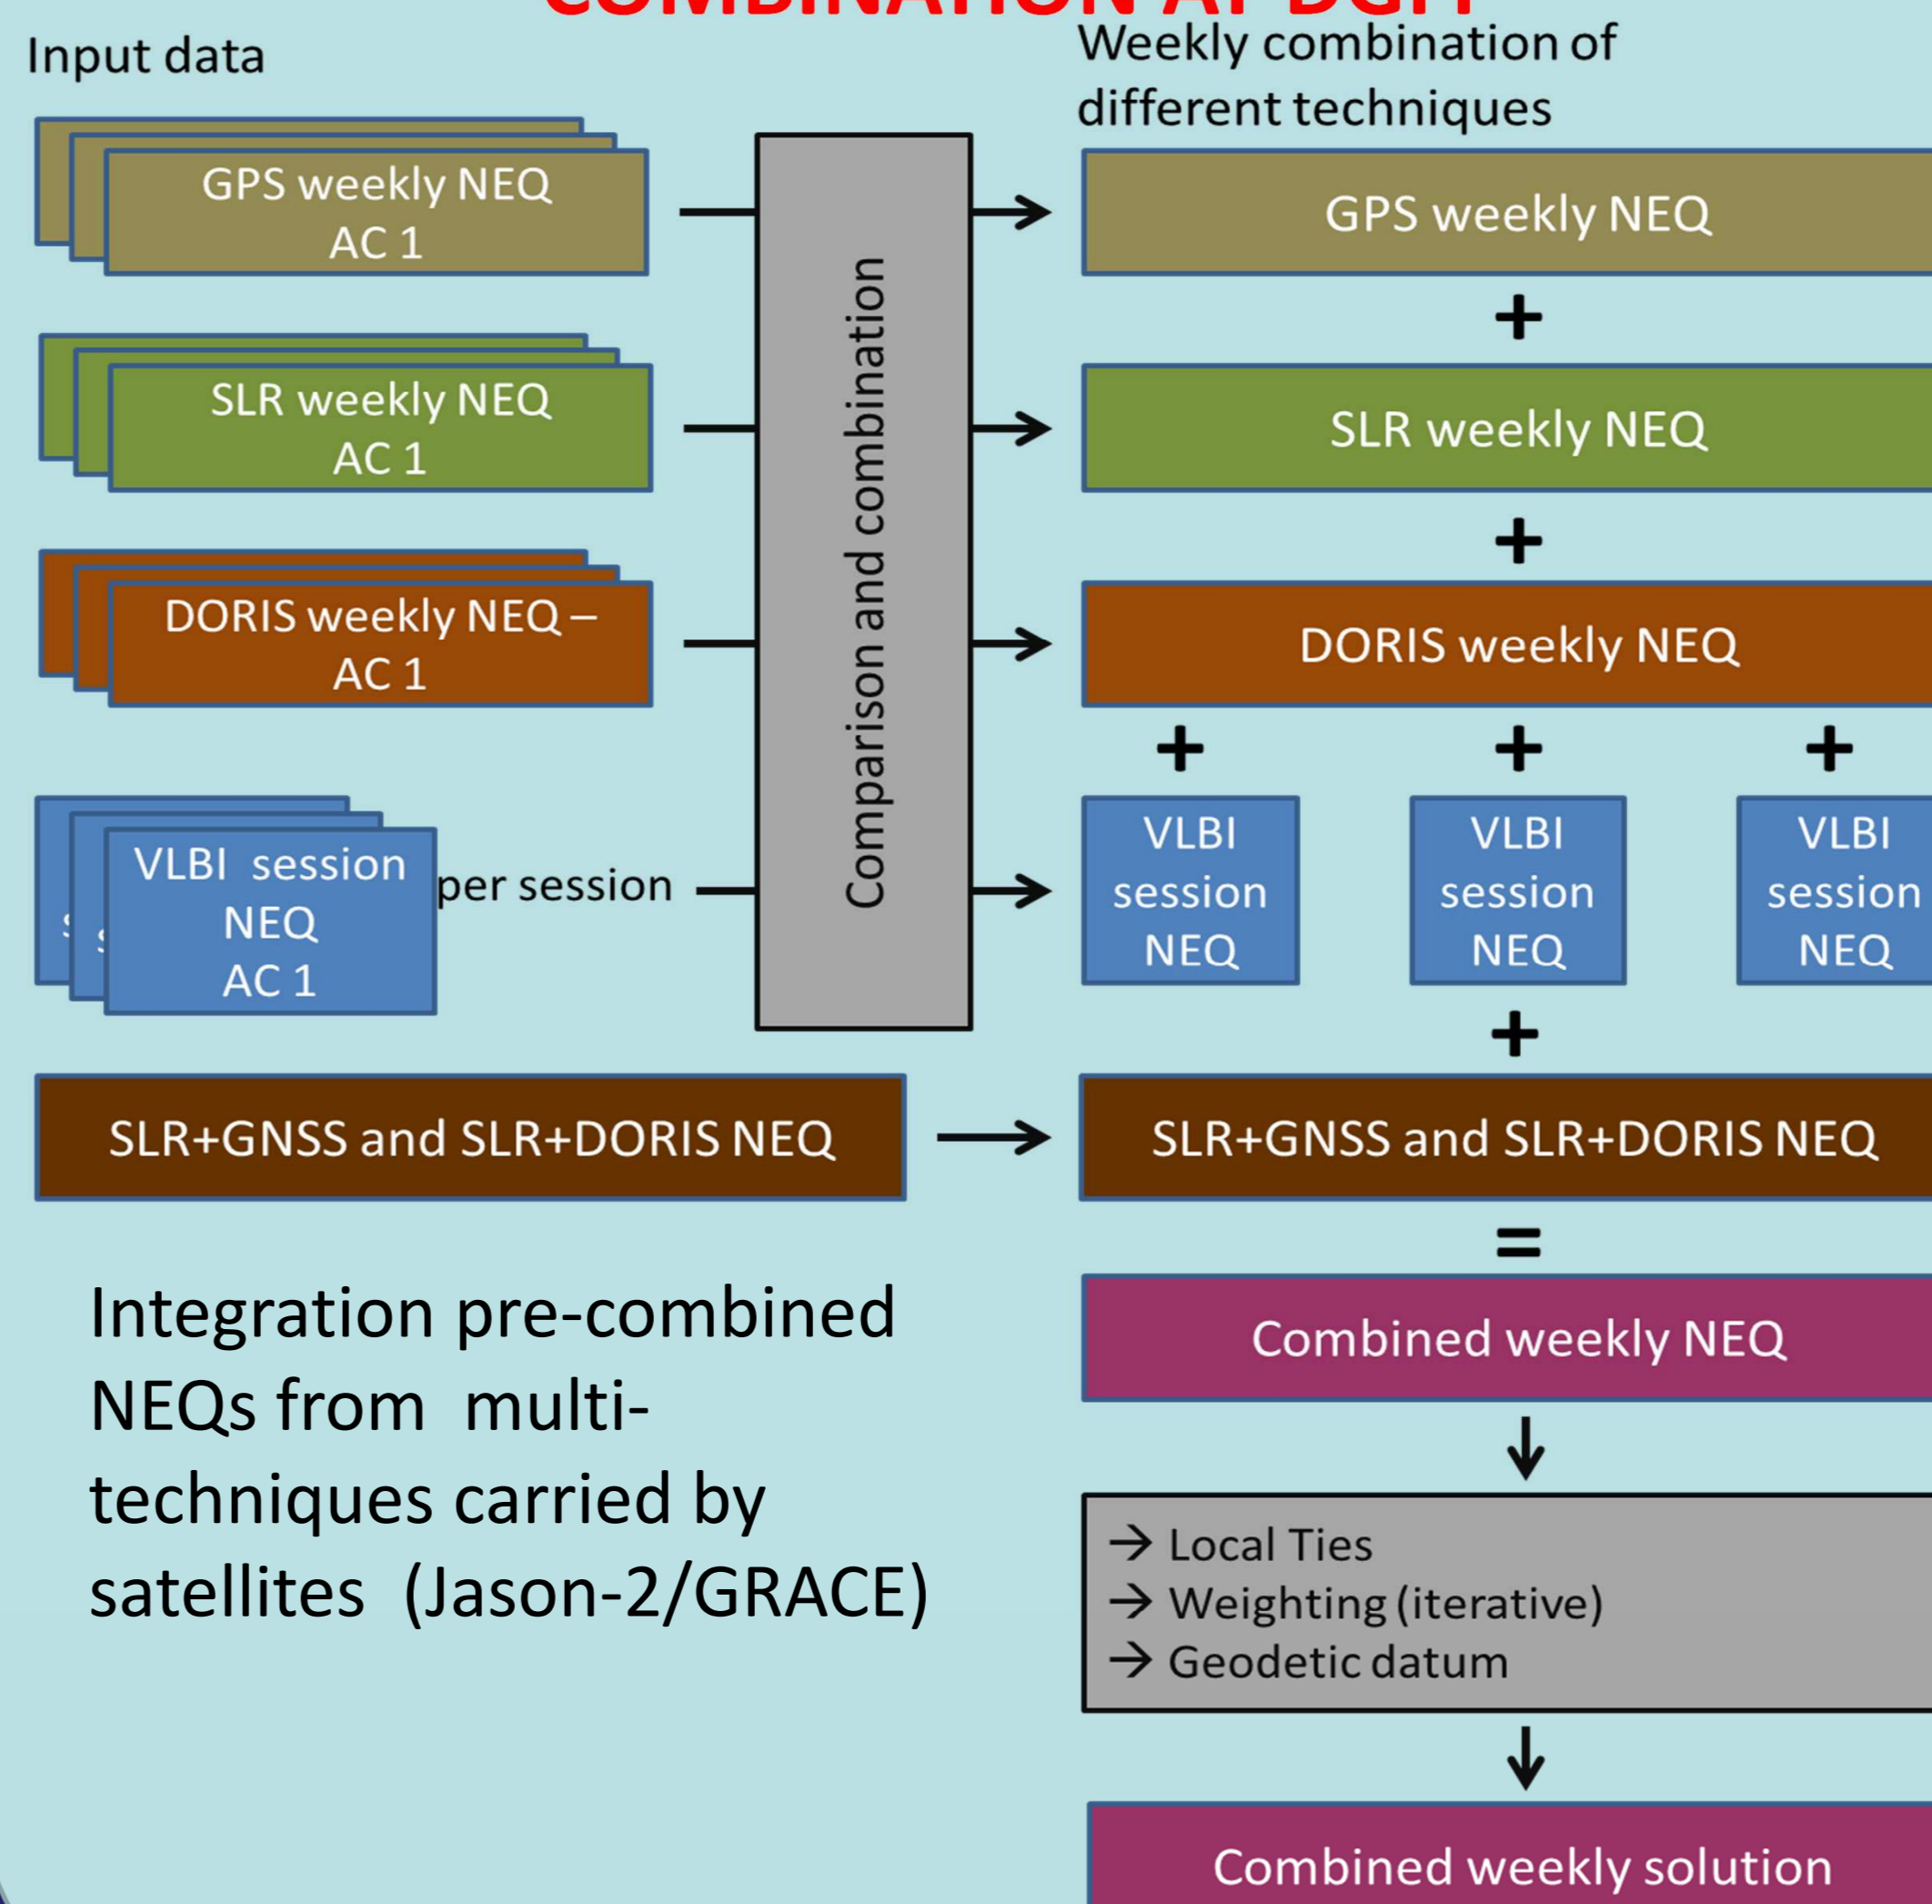 COMBINATION AT DGFI
Input data
GPS weekly NEQ
AC 1
SLR weekly NEQ
AC 1
DORIS weekly NEQ –
AC 1
VLBI  session
NEQ
AC 1
per session
Comparison and combination
Weekly combination of
different techniques
GPS weekly NEQ
+
SLR weekly NEQ
+
DORIS weekly NEQ
+ + +
VLBI
session
NEQ
VLBI
session
NEQ
VLBI
session
NEQ
+
SLR+GNSS and SLR+DORIS NEQ
SLR+GNSS and SLR+DORIS NEQ
=
Combined weekly NEQ
→ Local Ties
→ Weighting (iterative)
→ Geodetic datum
Combined weekly solution
Integration pre-combined
NEQs from  multi-
techniques carried by
satellites  (Jason-2/GRACE)